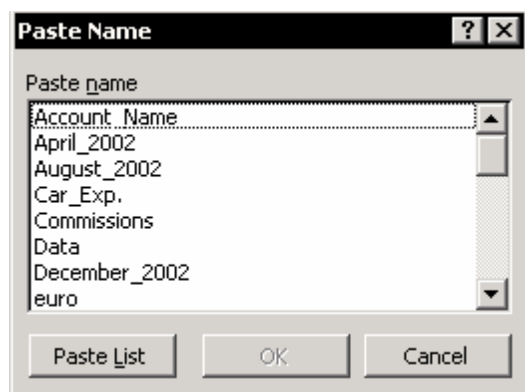 Paste Name
Paste name
Account_Name
April_2002
August_2002
Car_Exp.
Commissions
Data
December_2002
euro
Paste List OK Cancel